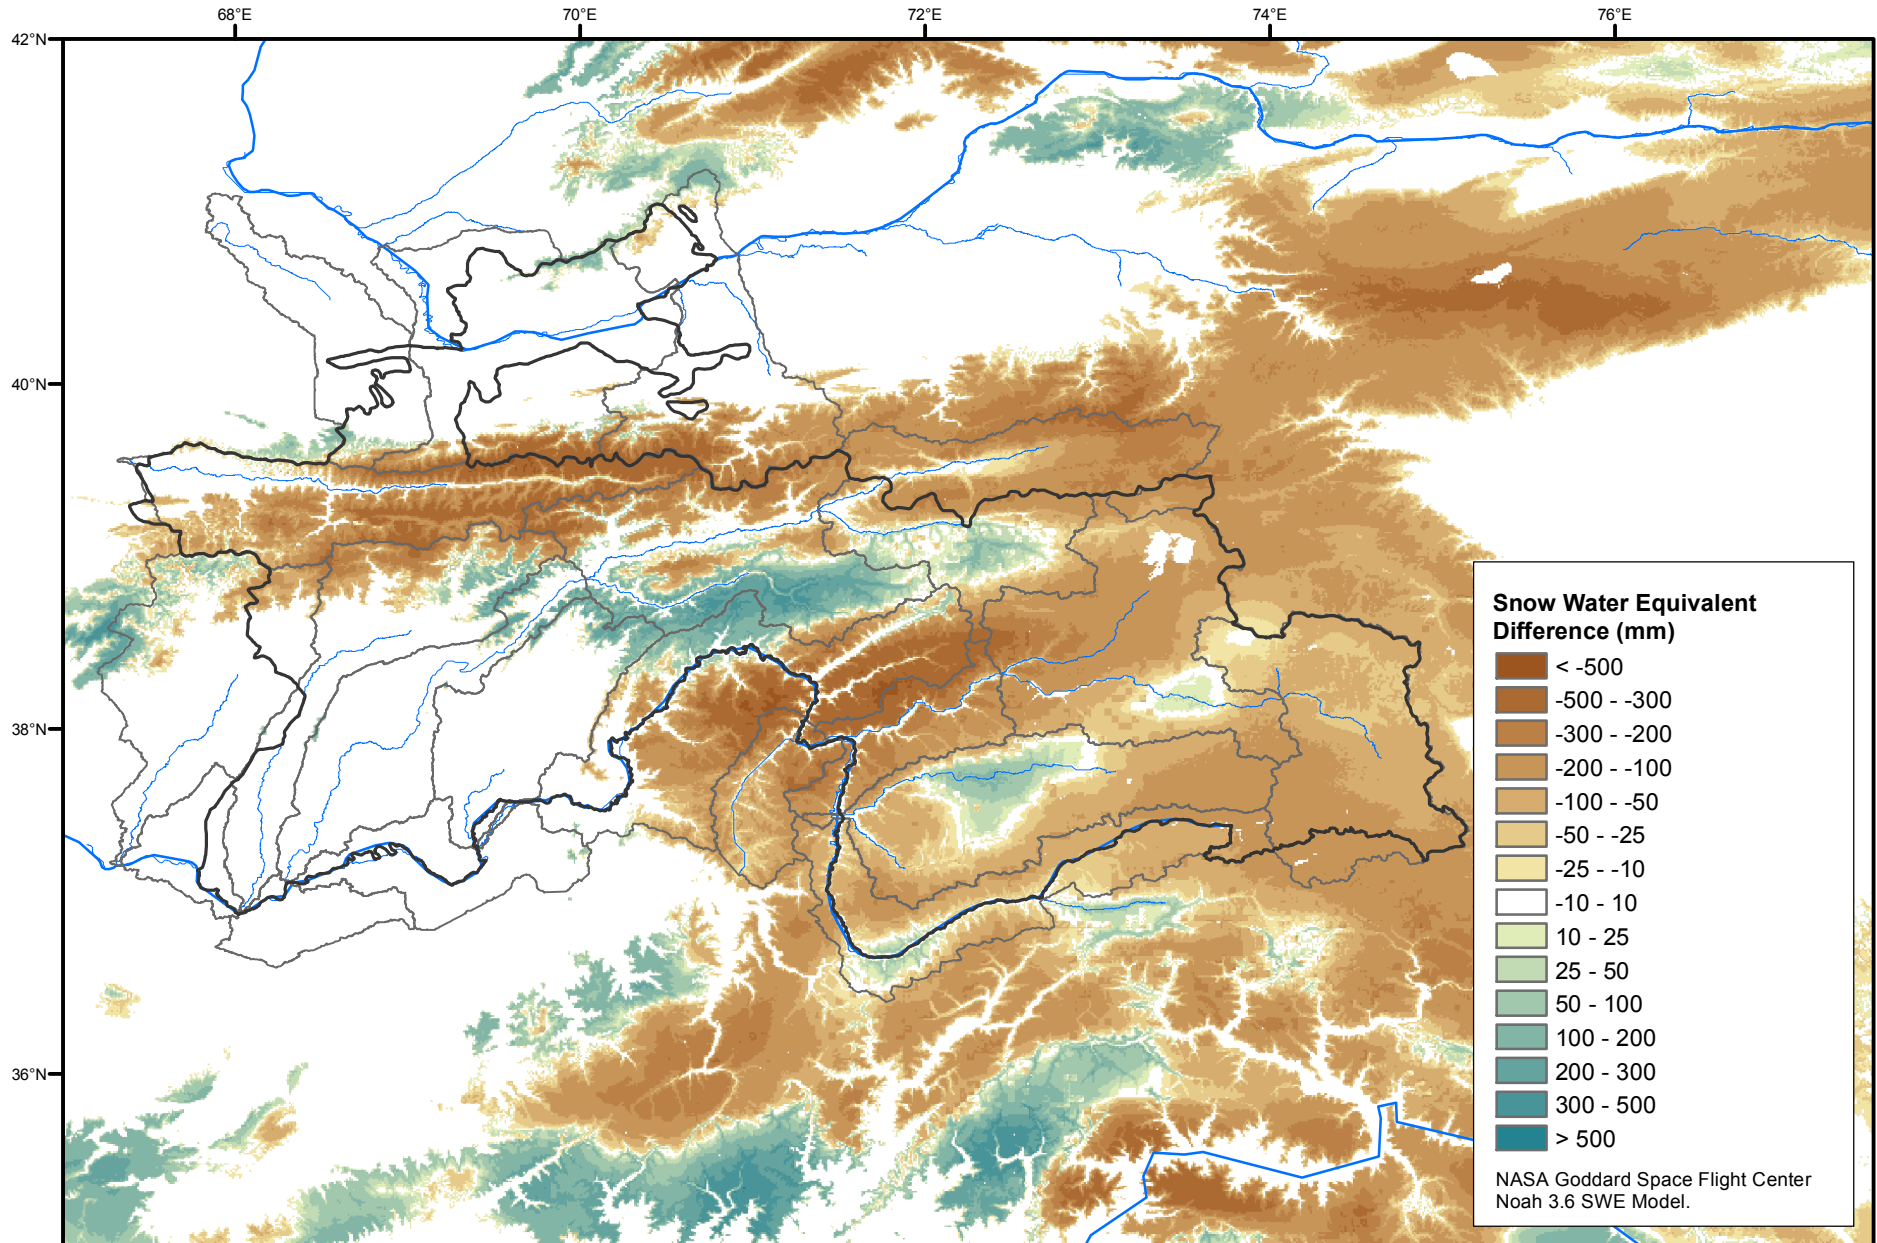 68°E
70°E
72°E
74°E
76°E
42°N
40°N
38°N
36°N
Snow Water Equivalent
Difference (mm)
< -500
-500 - -300
-300 - -200
-200 - -100
-100 - -50
-50 - -25
-25 - -10
-10 - 10
10 - 25
25 - 50
50 - 100
100 - 200
200 - 300
300 - 500
> 500
NASA Goddard Space Flight Center
Noah 3.6 SWE Model.